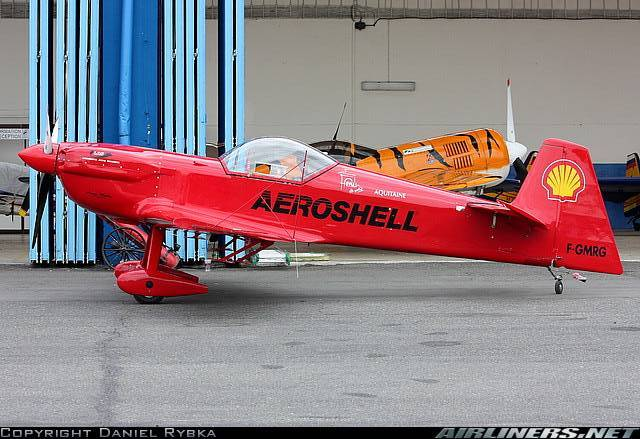 AEROSHELL
AQUITAINE
F-GMRG
Copyright Daniel Rybka
AIRLINERS.NET